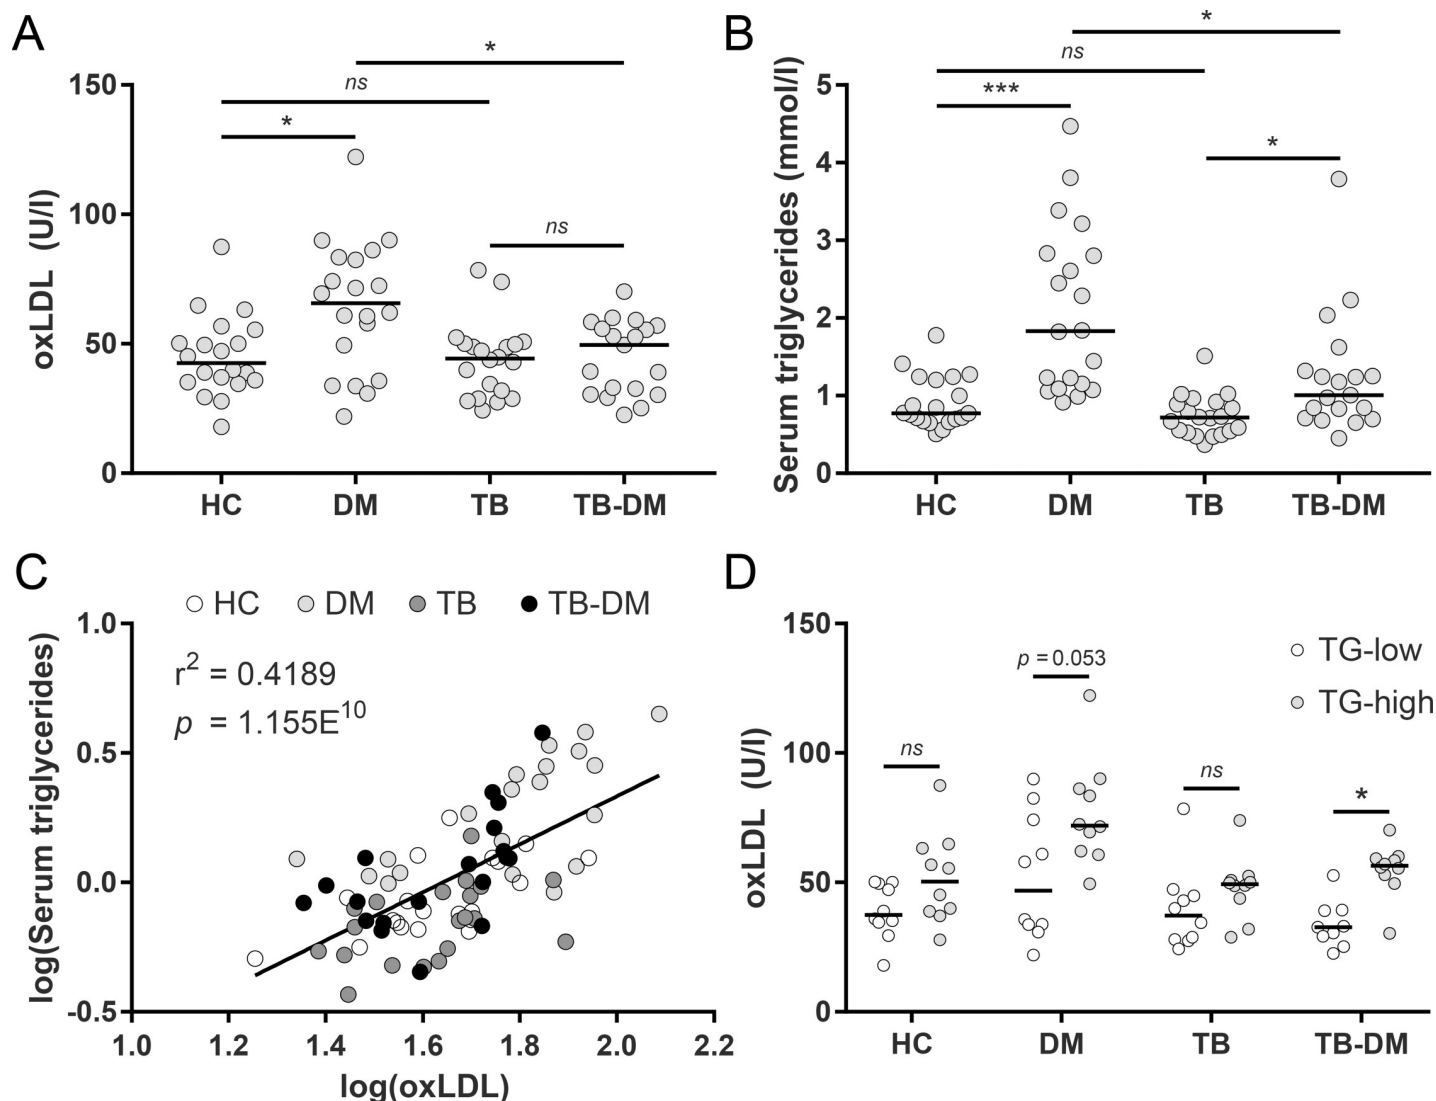 A
*
ns
*
ns
oxLDL (U/l)
150
100
50
0
HC DM TB TB-DM
B
*
ns
***
*
Serum triglycerides (mmol/l)
5
4
3
2
1
0
HC DM TB TB-DM
C
HC DM TB TB-DM
r² = 0.4189
p = 1.155E¹⁰
log(Serum triglycerides)
1.0
0.5
0.0
-0.5
1.0 1.2 1.4 1.6 1.8 2.0 2.2
log(oxLDL)
D
TG-low
TG-high
p = 0.053
ns
ns
*
oxLDL (U/l)
150
100
50
0
HC DM TB TB-DM